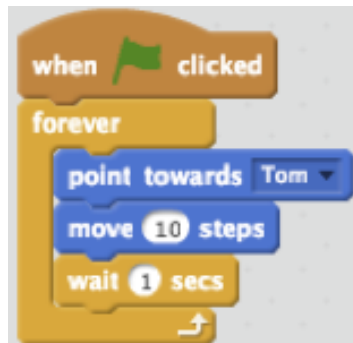 when clicked
forever
point towards Tom
move 10 steps
wait 1 secs